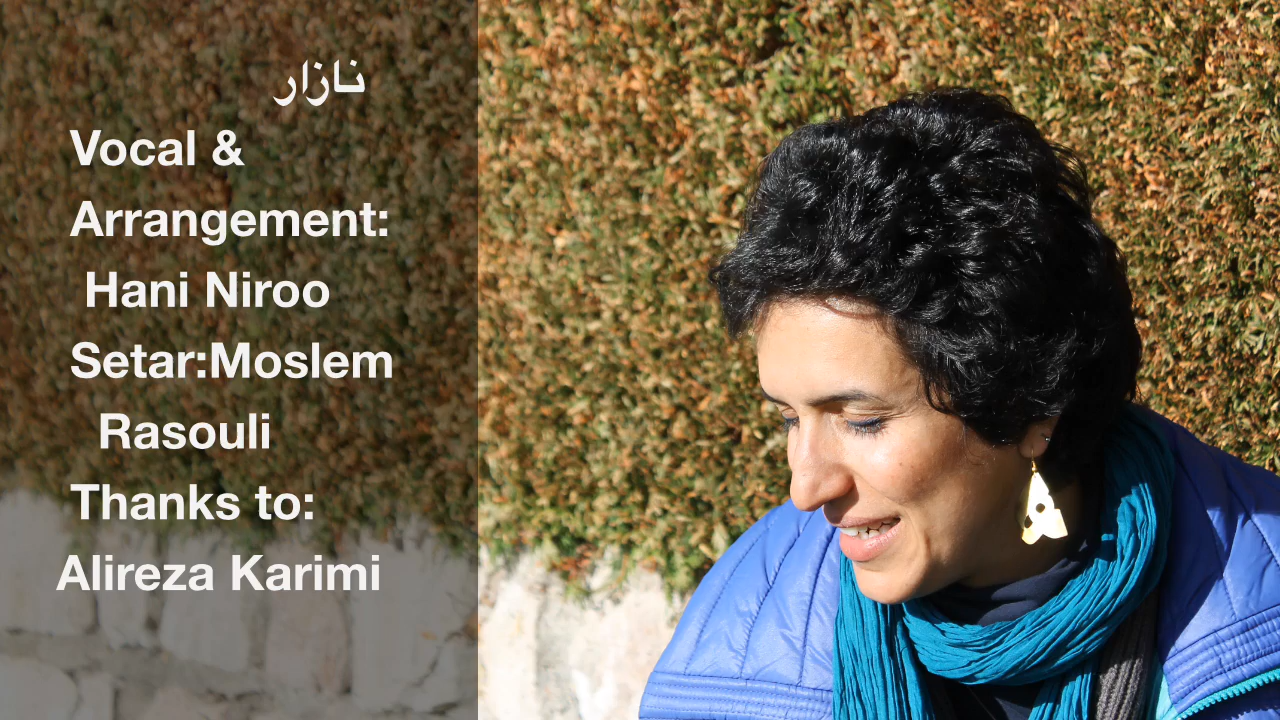 نازار
Vocal &
Arrangement:
Hani Niroo
Setar:Moslem
Rasouli
Thanks to:
Alireza Karimi